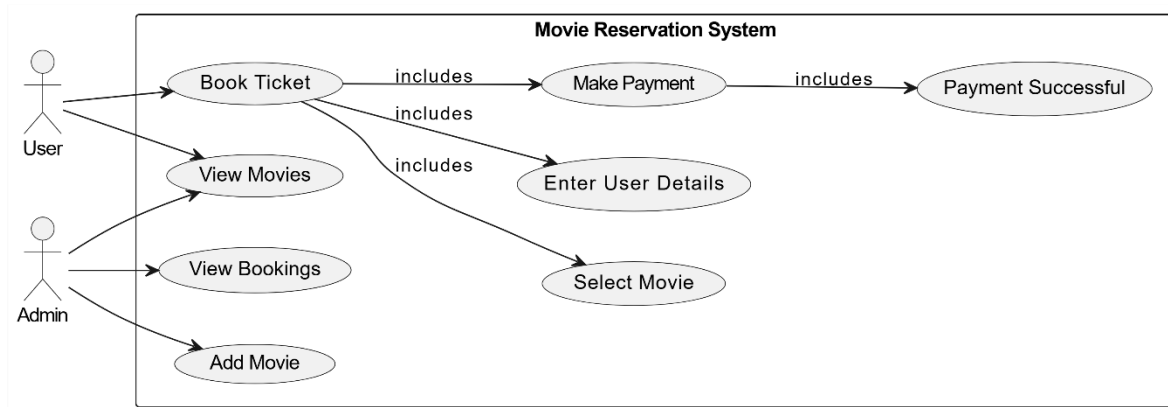 Movie Reservation System
Book Ticket
includes
Make Payment
includes
Payment Successful
includes
User
View Movies
includes
Enter User Details
View Bookings
Select Movie
Admin
Add Movie